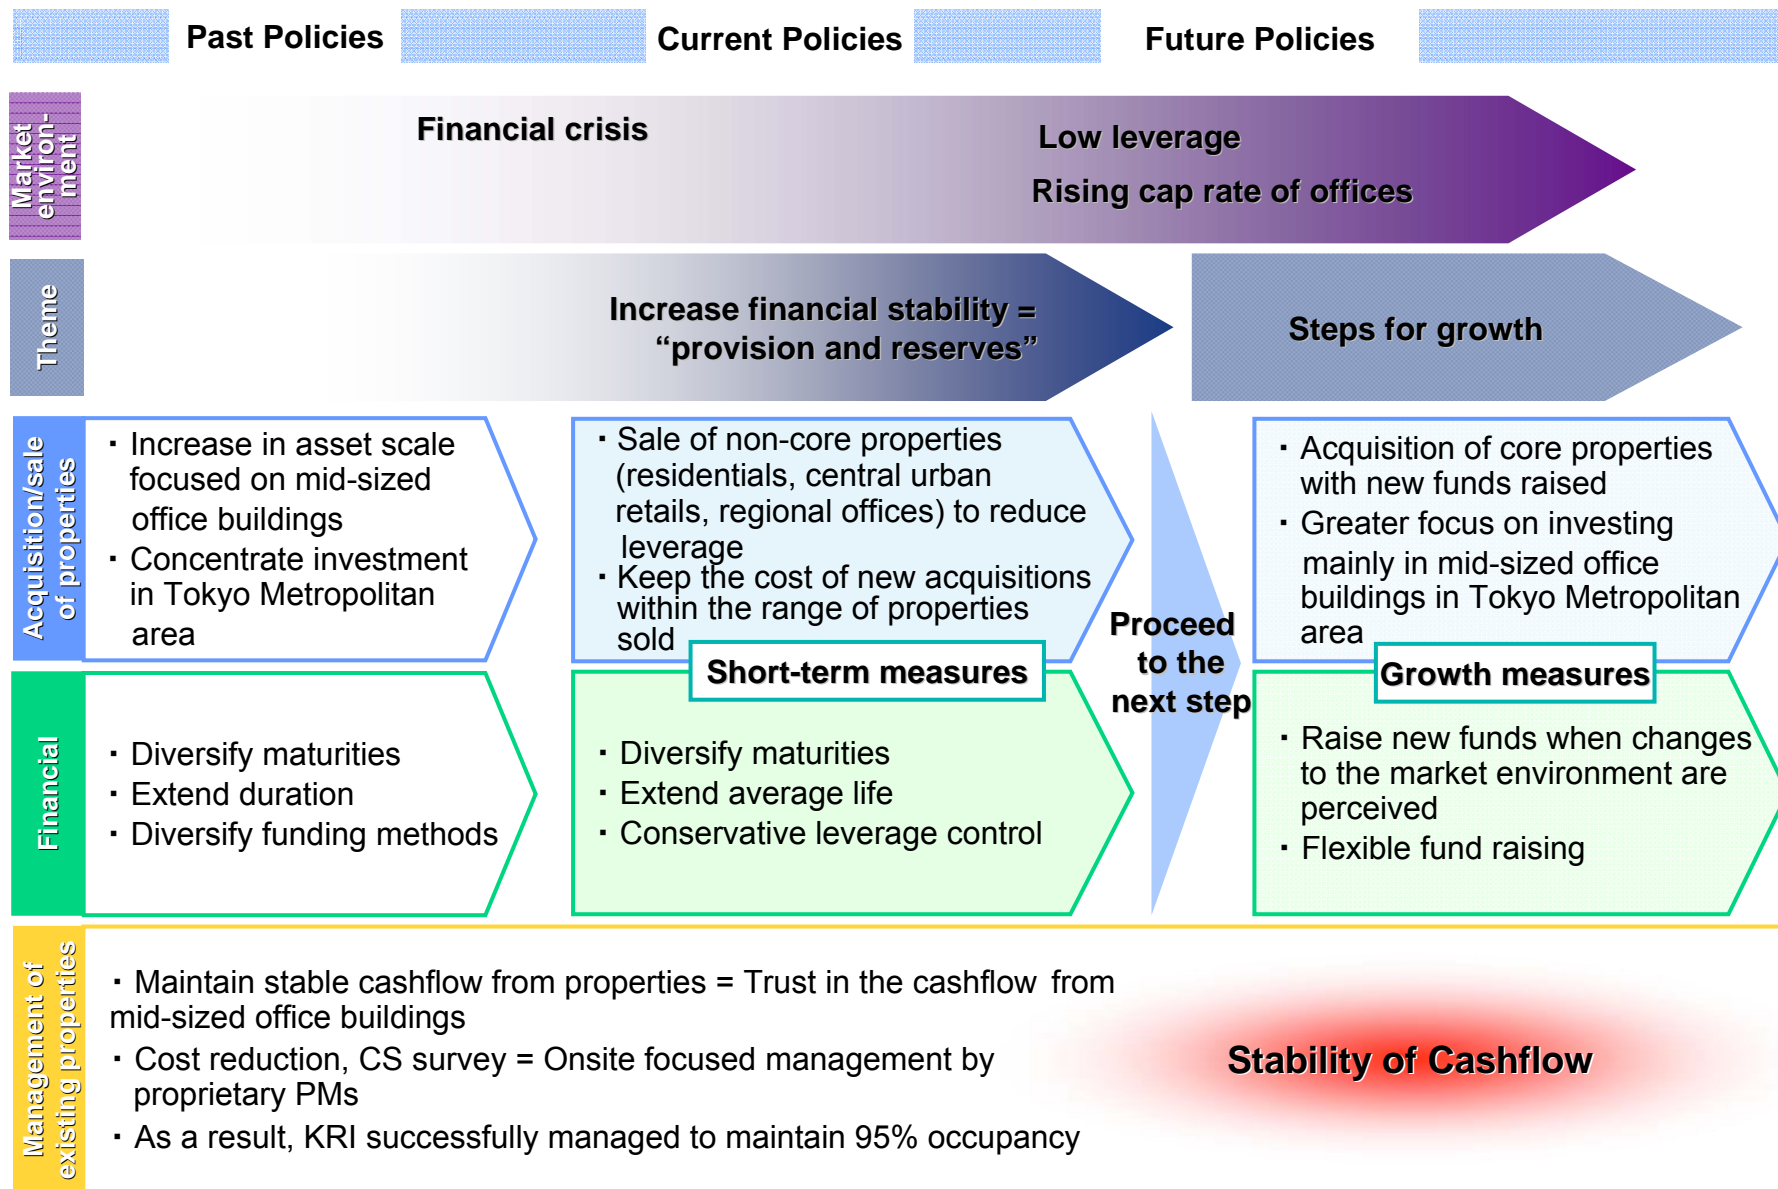 Past Policies
Current Policies
Future Policies
Market
environ-
ment
Financial crisis
Low leverage
Rising cap rate of offices
Theme
Increase financial stability =
“provision and reserves”
Steps for growth
Acquisition/sale
of properties
・Increase in asset scale
focused on mid-sized
office buildings
・Concentrate investment
in Tokyo Metropolitan
area
・Sale of non-core properties
(residentials, central urban
retails, regional offices) to reduce
leverage
・Keep the cost of new acquisitions
within the range of properties
sold
Short-term measures
Proceed
to the
next step
・Acquisition of core properties
with new funds raised
・Greater focus on investing
mainly in mid-sized office
buildings in Tokyo Metropolitan
area
Growth measures
Financial
・Diversify maturities
・Extend duration
・Diversify funding methods
・Diversify maturities
・Extend average life
・Conservative leverage control
・Raise new funds when changes
to the market environment are
perceived
・Flexible fund raising
Management of
existing properties
・Maintain stable cashflow from properties = Trust in the cashflow from
mid-sized office buildings
・Cost reduction, CS survey = Onsite focused management by
proprietary PMs
・As a result, KRI successfully managed to maintain 95% occupancy
Stability of Cashflow